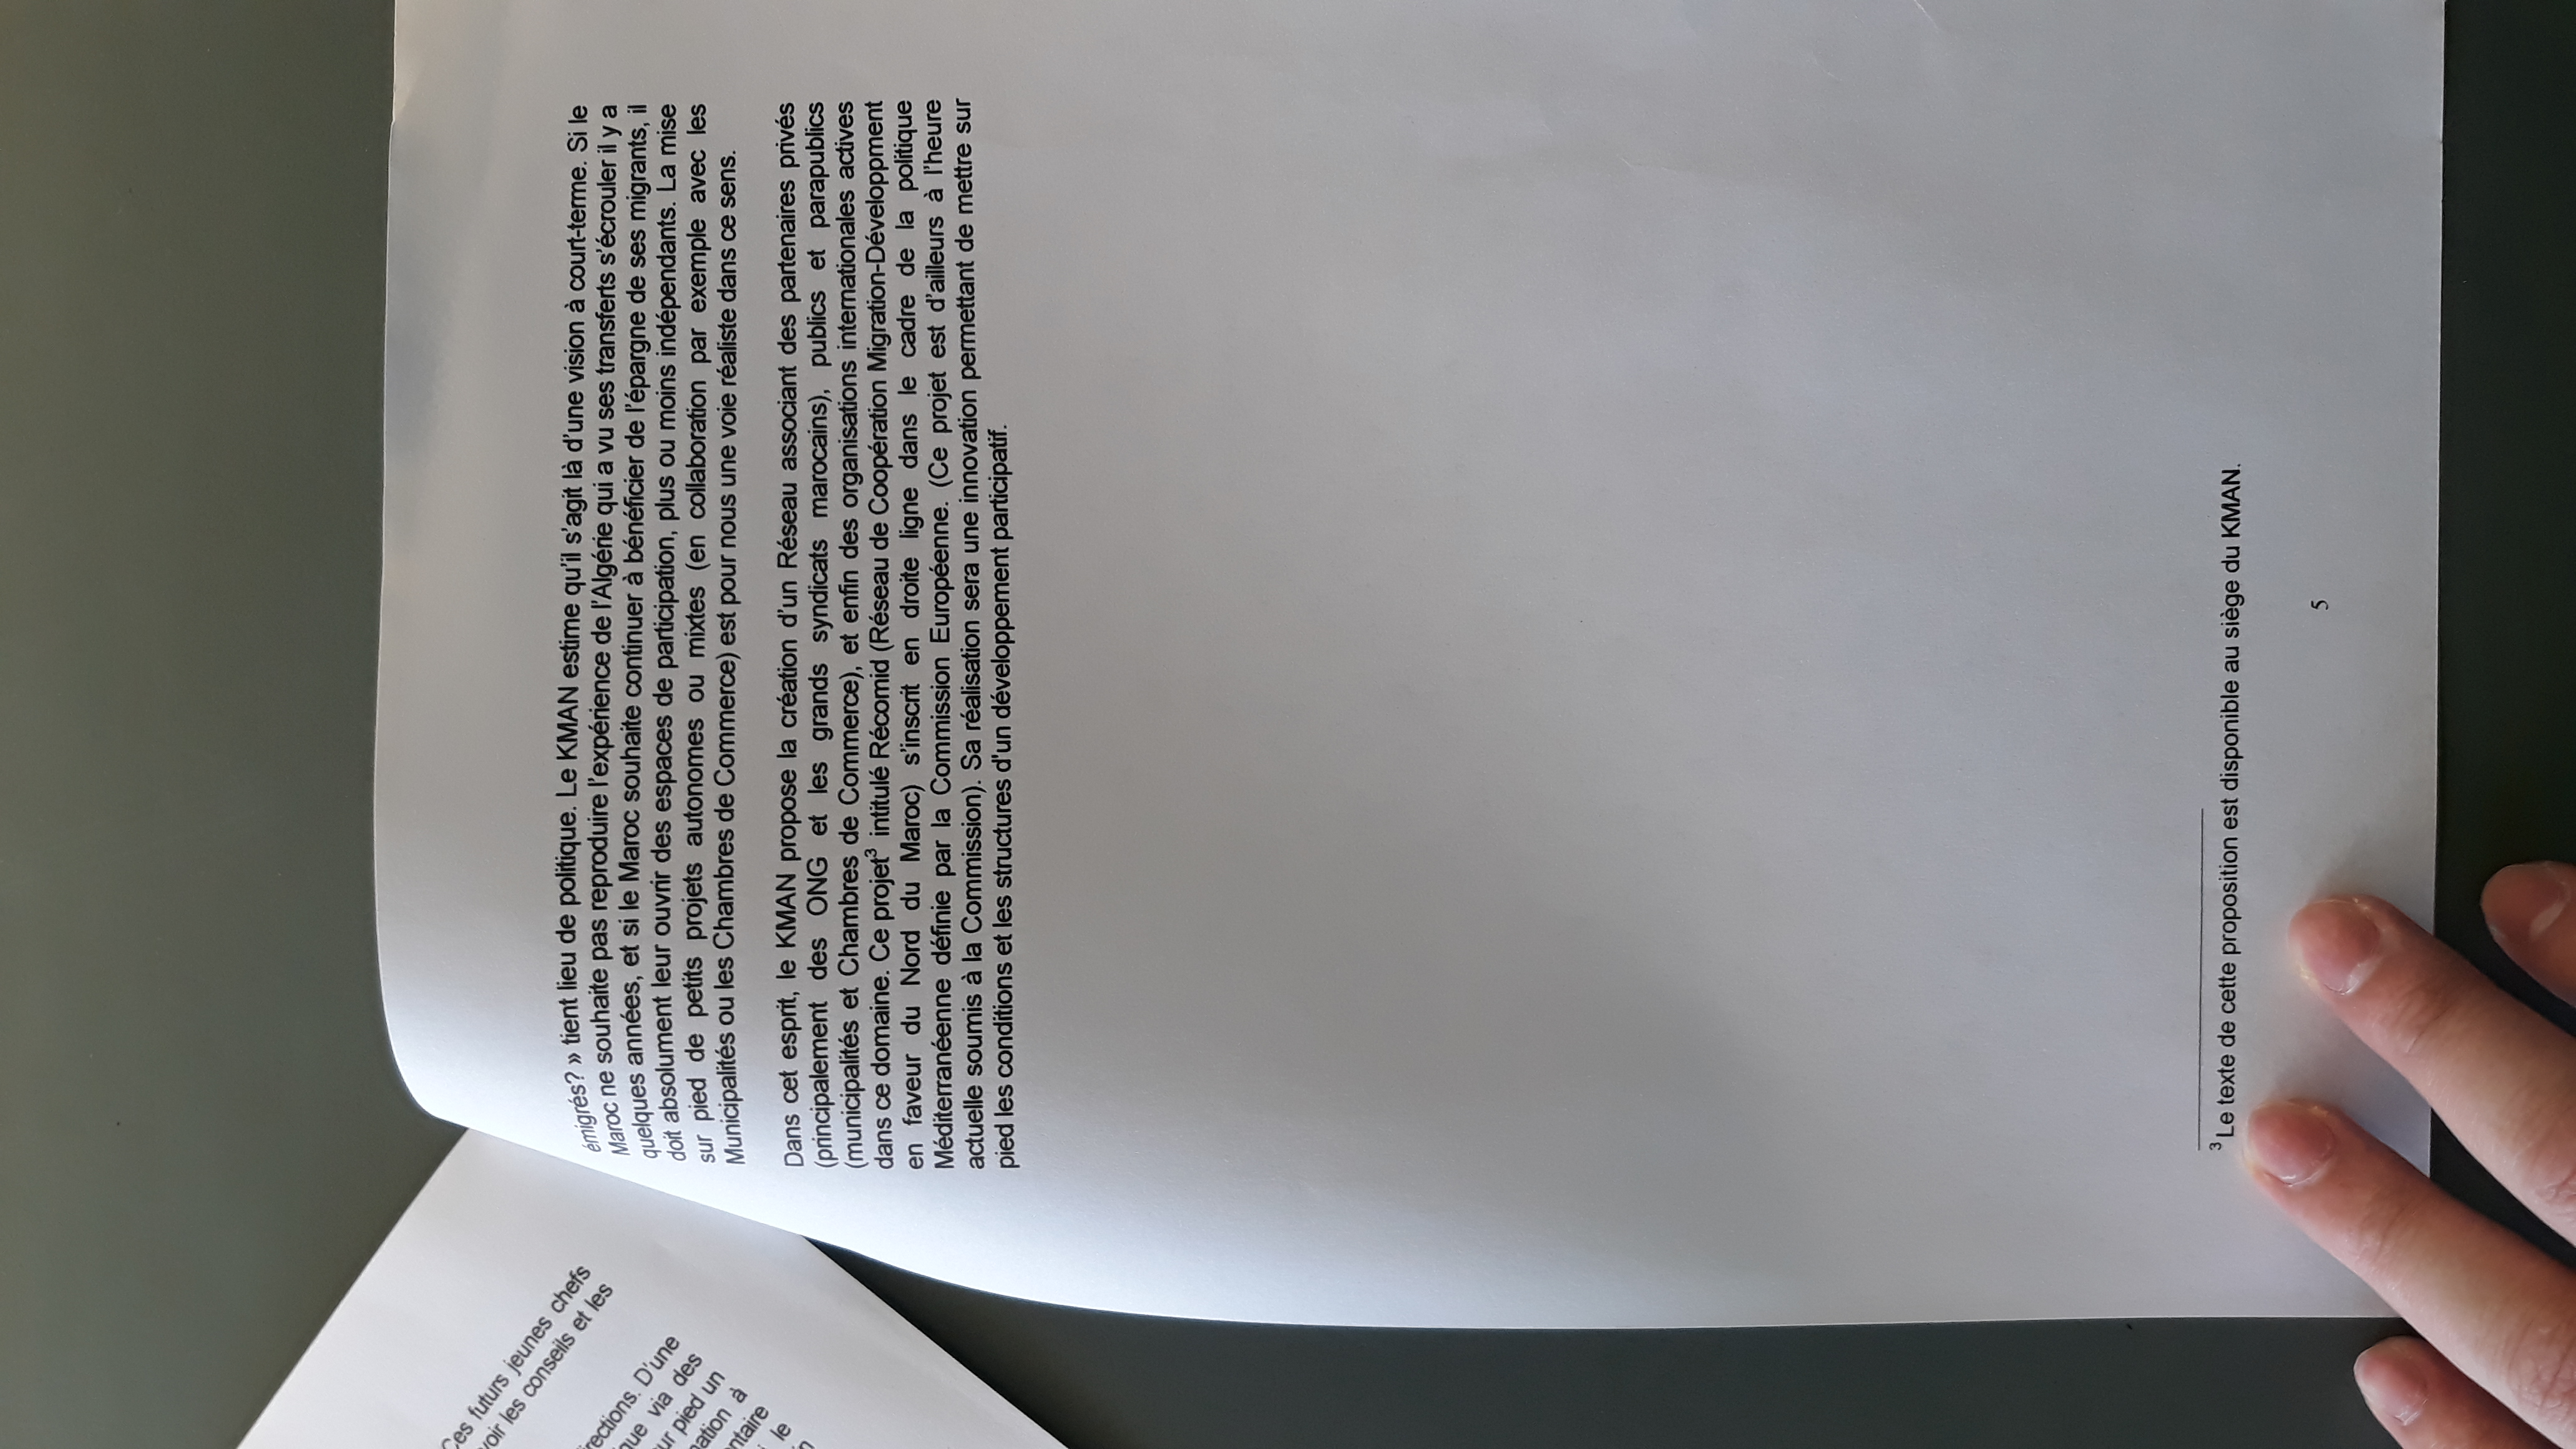 Ces futurs jeunes chefs
voir les conseils et les
rections. D'une
que via des
ur pied un
ation à
ntaire
le
émigrés? » tient lieu de politique. Le KMAN estime qu'il s'agit là d'une vision à court-terme. Si le
Maroc ne souhaite pas reproduire l'expérience de l'Algérie qui a vu ses transferts s'écrouler il y a
quelques années, et si le Maroc souhaite continuer à bénéficier de l'épargne de ses migrants, il
doit absolument leur ouvrir des espaces de participation, plus ou moins indépendants. La mise
sur pied de petits projets autonomes ou mixtes (en collaboration par exemple avec les
Municipalités ou les Chambres de Commerce) est pour nous une voie réaliste dans ce sens.
Dans cet esprit, le KMAN propose la création d'un Réseau associant des partenaires privés
(principalement des ONG et les grands syndicats marocains), publics et parapublics
(municipalités et Chambres de Commerce), et enfin des organisations internationales actives
dans ce domaine. Ce projet³ intitulé Récomid (Réseau de Coopération Migration-Développment
en faveur du Nord du Maroc) s'inscrit en droite ligne dans le cadre de la politique
Méditerranéenne définie par la Commission Européenne. (Ce projet est d'ailleurs à l'heure
actuelle soumis à la Commission). Sa réalisation sera une innovation permettant de mettre sur
pied les conditions et les structures d'un développement participatif.
³ Le texte de cette proposition est disponible au siège du KMAN.
5